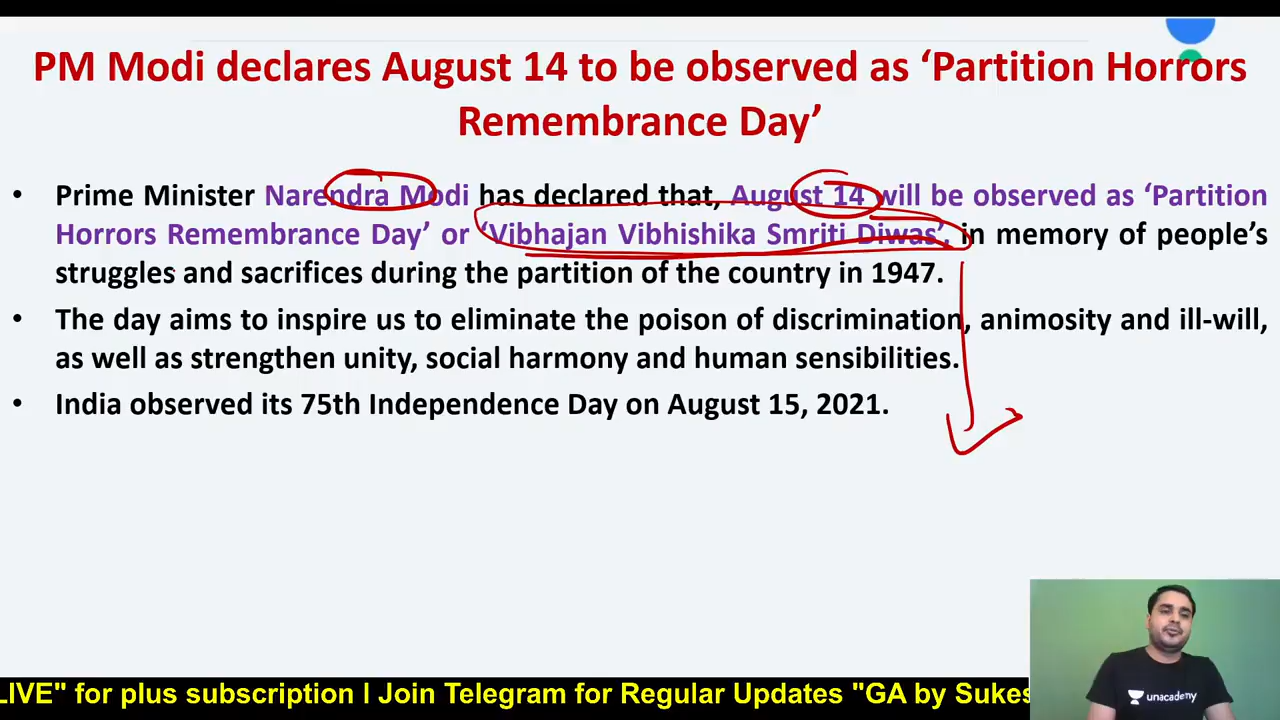 PM Modi declares August 14 to be observed as ‘Partition Horrors
Remembrance Day’
• Prime Minister Narendra Modi has declared that, August 14 will be observed as ‘Partition
Horrors Remembrance Day’ or ‘Vibhajan Vibhishika Smriti Diwas’, in memory of people’s
struggles and sacrifices during the partition of the country in 1947.
• The day aims to inspire us to eliminate the poison of discrimination, animosity and ill-will,
as well as strengthen unity, social harmony and human sensibilities.
• India observed its 75th Independence Day on August 15, 2021.
unacademy
LIVE" for plus subscription I Join Telegram for Regular Updates "GA by Sukes